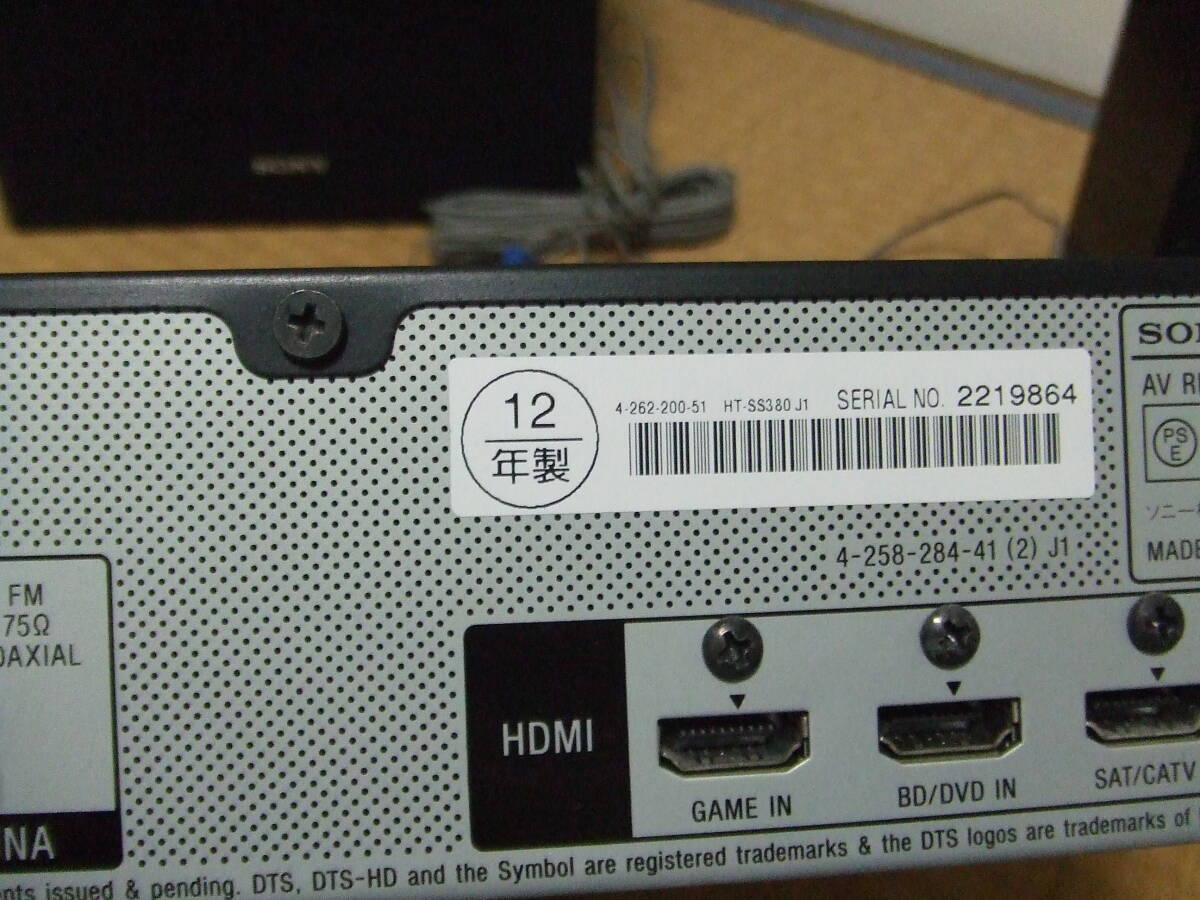 SONY
12
年製
4-262-200-51 HT-SS380 J1 SERIAL NO. 2219864
SO
AV R
PS
E
ソニー
MADE
4-258-284-41 (2) J1
FM
75Ω
OAXIAL
NA
HDMI
GAME IN
BD/DVD IN
SAT/CATV
nts issued & pending. DTS, DTS-HD and the Symbol are registered trademarks & the DTS logos are trademarks of